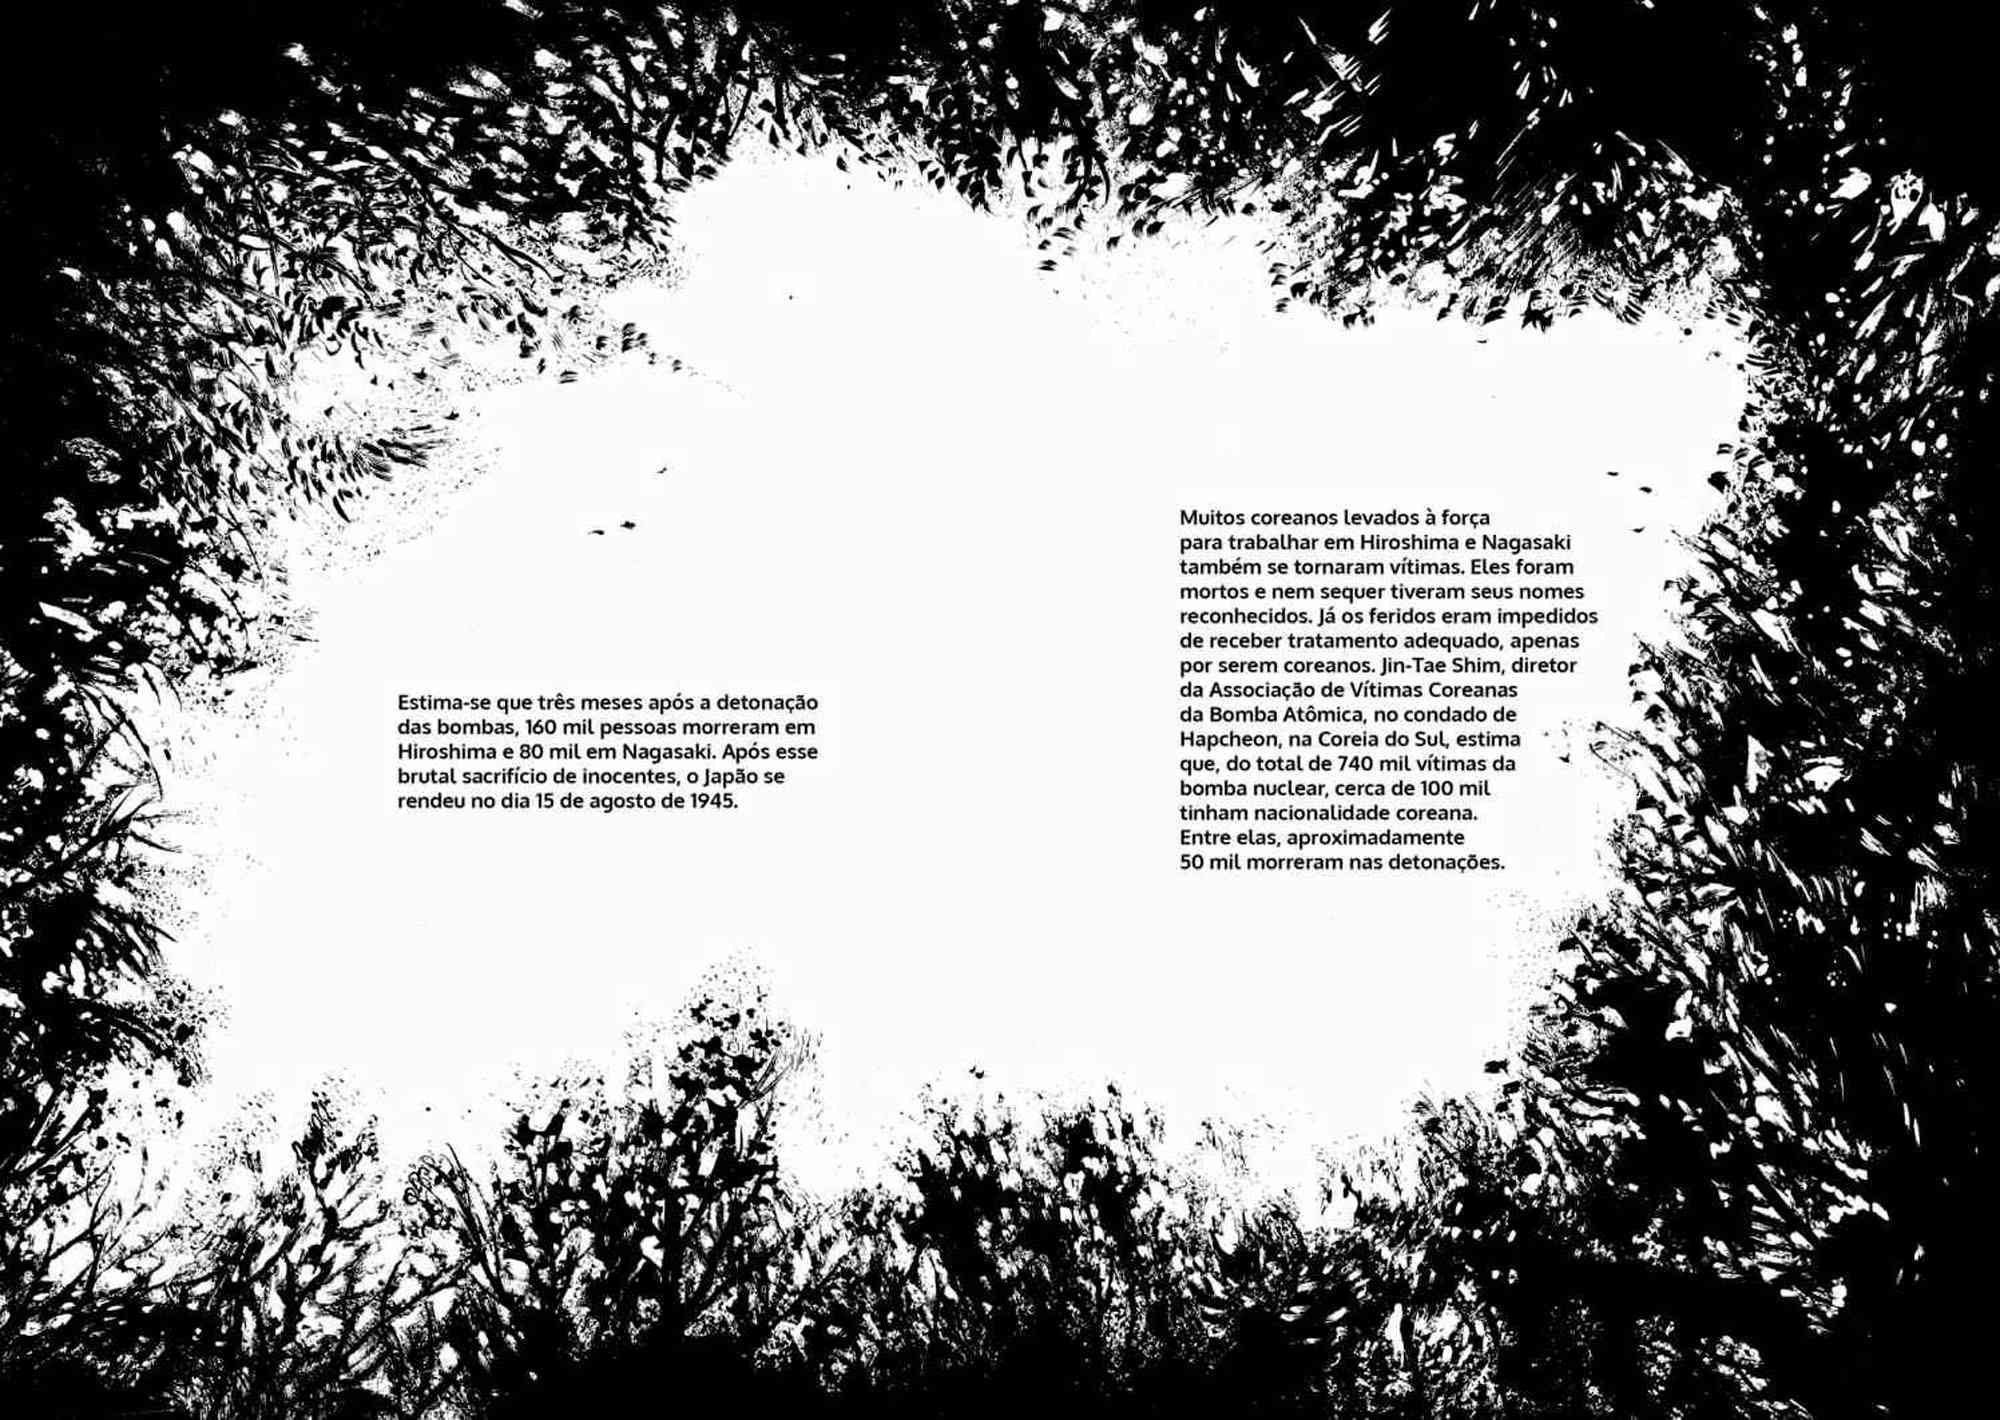 Estima-se que três meses após a detonação
das bombas, 160 mil pessoas morreram em
Hiroshima e 80 mil em Nagasaki. Após esse
brutal sacrifício de inocentes, o Japão se
rendeu no dia 15 de agosto de 1945.
Muitos coreanos levados à força
para trabalhar em Hiroshima e Nagasaki
também se tornaram vítimas. Eles foram
mortos e nem sequer tiveram seus nomes
reconhecidos. Já os feridos eram impedidos
de receber tratamento adequado, apenas
por serem coreanos. Jin-Tae Shim, diretor
da Associação de Vítimas Coreanas
da Bomba Atômica, no condado de
Hapcheon, na Coreia do Sul, estima
que, do total de 740 mil vítimas da
bomba nuclear, cerca de 100 mil
tinham nacionalidade coreana.
Entre elas, aproximadamente
50 mil morreram nas detonações.